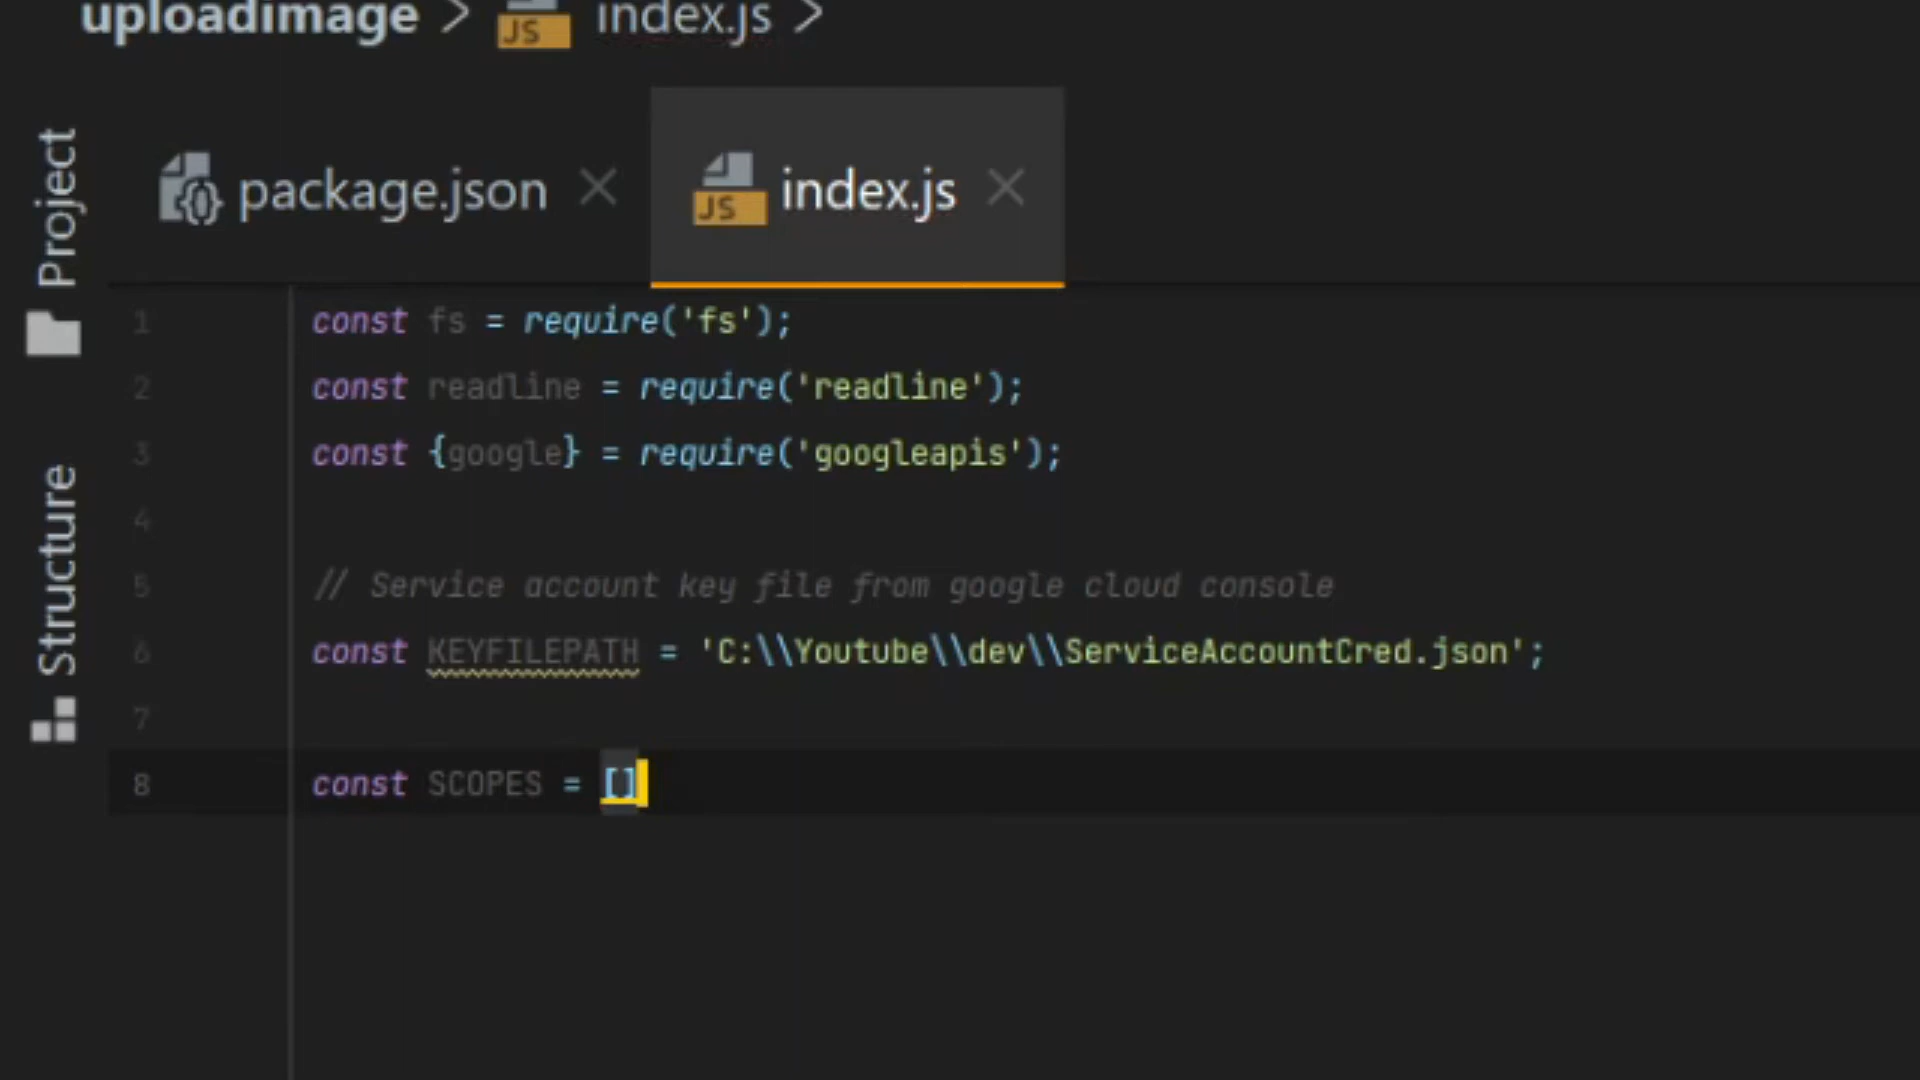 uploadimage > JS index.js >
Project
Structure
package.json × JS index.js ×
1 const fs = require('fs');
2 const readline = require('readline');
3 const {google} = require('googleapis');
4
5 // Service account key file from google cloud console
6 const KEYFILEPATH = 'C:\\Youtube\\dev\\ServiceAccountCred.json';
7
8 const SCOPES = []